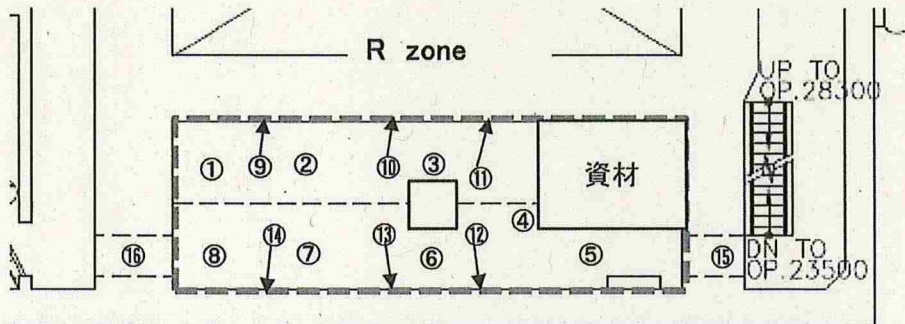 R zone
UP TO
OP.28300
① ⑨ ② ⑩ ③ ⑪ 資材
④
⑯ ⑧ ⑭ ⑦ ⑬ ⑥ ⑫ ⑤ ⑮
DN TO
OP.23500